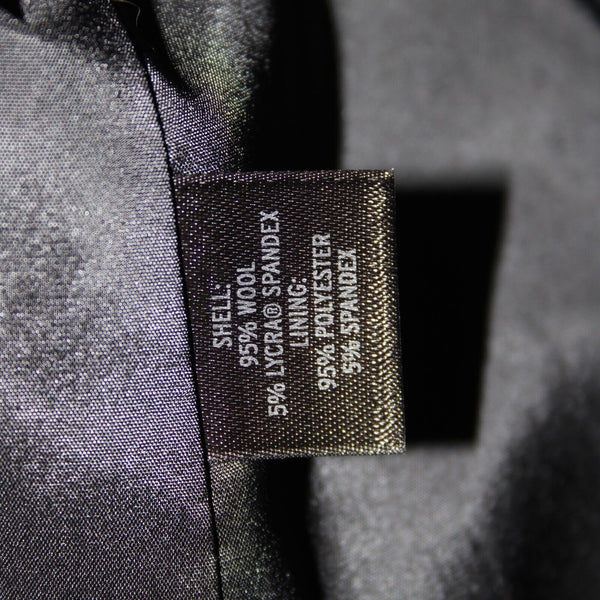 SHELL:
95% WOOL
5% LYCRA® SPANDEX
LINING:
95% POLYESTER
5% SPANDEX